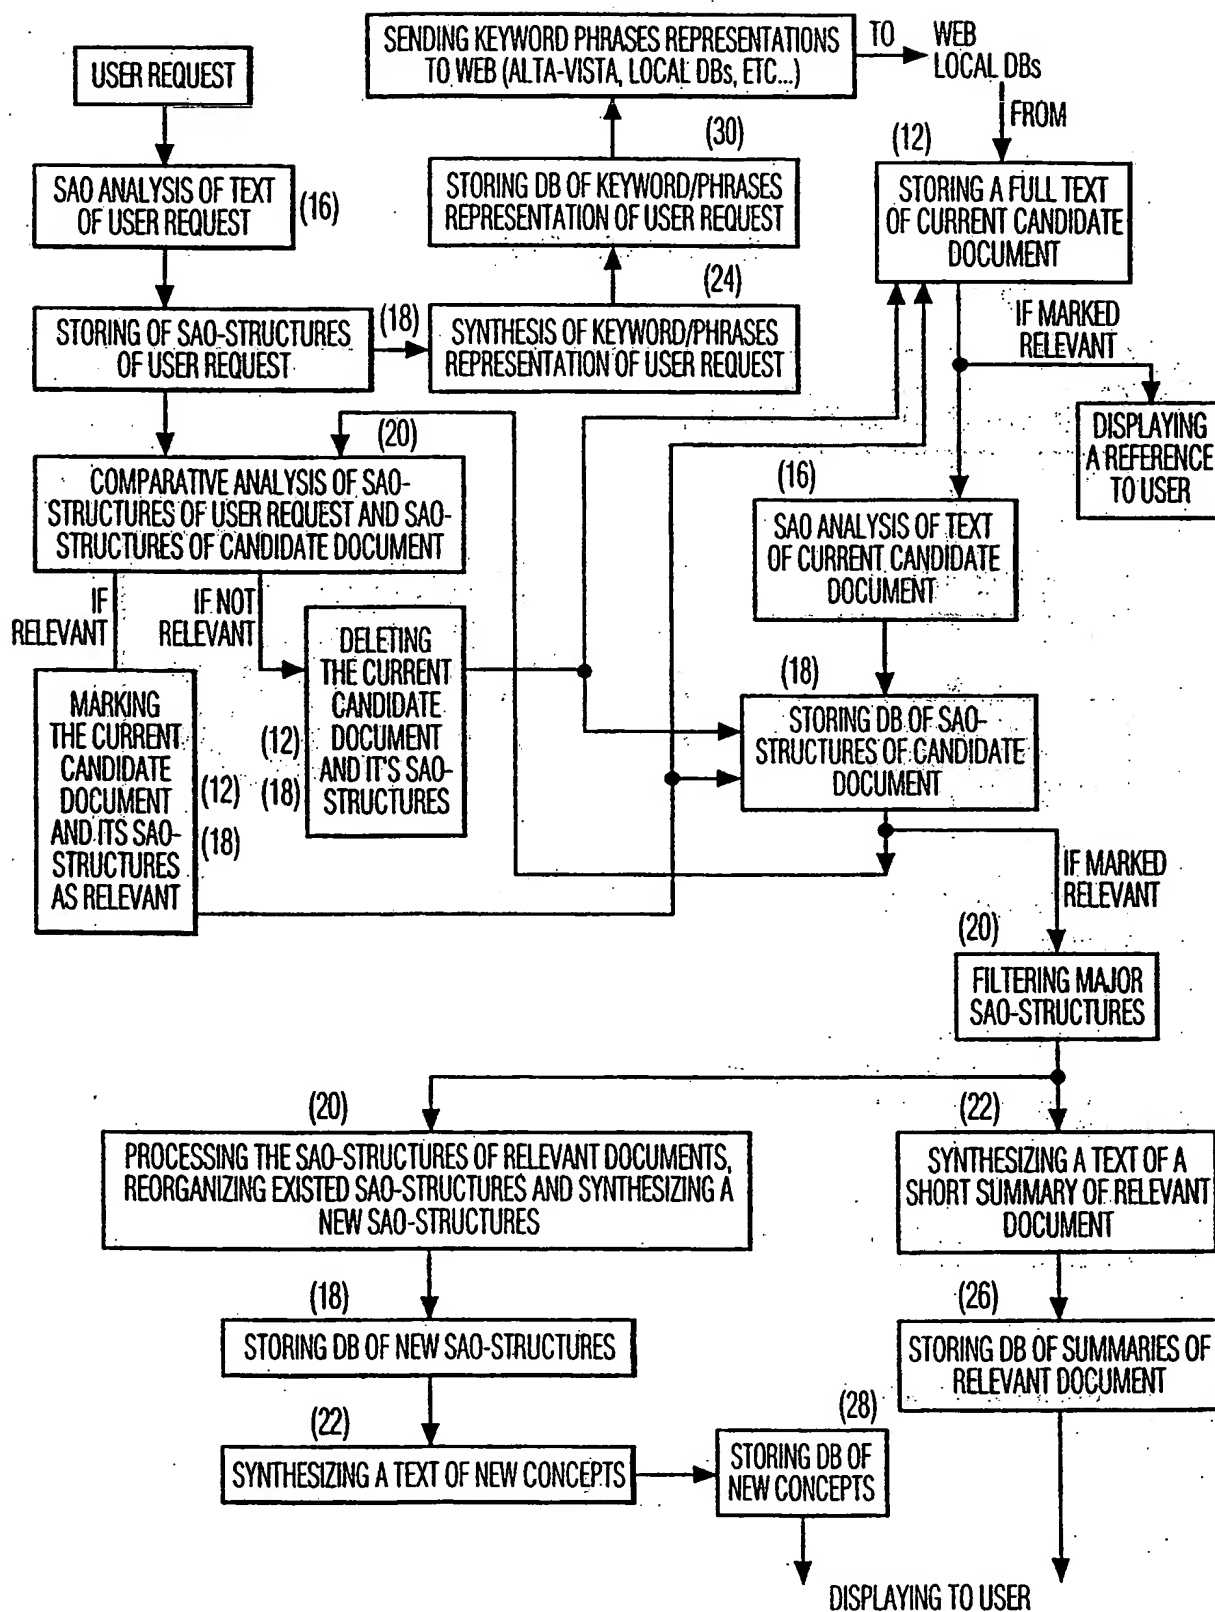 USER REQUEST
SENDING KEYWORD PHRASES REPRESENTATIONS
TO WEB (ALTA-VISTA, LOCAL DBs, ETC...)
TO
WEB
LOCAL DBs
FROM
SAO ANALYSIS OF TEXT
OF USER REQUEST
(16)
(30)
STORING DB OF KEYWORD/PHRASES
REPRESENTATION OF USER REQUEST
(12)
STORING A FULL TEXT
OF CURRENT CANDIDATE
DOCUMENT
STORING OF SAO-STRUCTURES
OF USER REQUEST
(18)
(24)
SYNTHESIS OF KEYWORD/PHRASES
REPRESENTATION OF USER REQUEST
IF MARKED
RELEVANT
DISPLAYING
A REFERENCE
TO USER
(20)
COMPARATIVE ANALYSIS OF SAO-
STRUCTURES OF USER REQUEST AND SAO-
STRUCTURES OF CANDIDATE DOCUMENT
(16)
SAO ANALYSIS OF TEXT
OF CURRENT CANDIDATE
DOCUMENT
IF
RELEVANT
IF NOT
RELEVANT
DELETING
THE CURRENT
CANDIDATE
DOCUMENT
AND IT'S SAO-
STRUCTURES
(12)
(18)
MARKING
THE CURRENT
CANDIDATE
DOCUMENT
AND ITS SAO-
STRUCTURES
AS RELEVANT
(12)
(18)
(18)
STORING DB OF SAO-
STRUCTURES OF CANDIDATE
DOCUMENT
IF MARKED
RELEVANT
(20)
FILTERING MAJOR
SAO-STRUCTURES
(20)
PROCESSING THE SAO-STRUCTURES OF RELEVANT DOCUMENTS,
REORGANIZING EXISTED SAO-STRUCTURES AND SYNTHESIZING A
NEW SAO-STRUCTURES
(22)
SYNTHESIZING A TEXT OF A
SHORT SUMMARY OF RELEVANT
DOCUMENT
(18)
STORING DB OF NEW SAO-STRUCTURES
(26)
STORING DB OF SUMMARIES OF
RELEVANT DOCUMENT
(22)
SYNTHESIZING A TEXT OF NEW CONCEPTS
(28)
STORING DB OF
NEW CONCEPTS
DISPLAYING TO USER